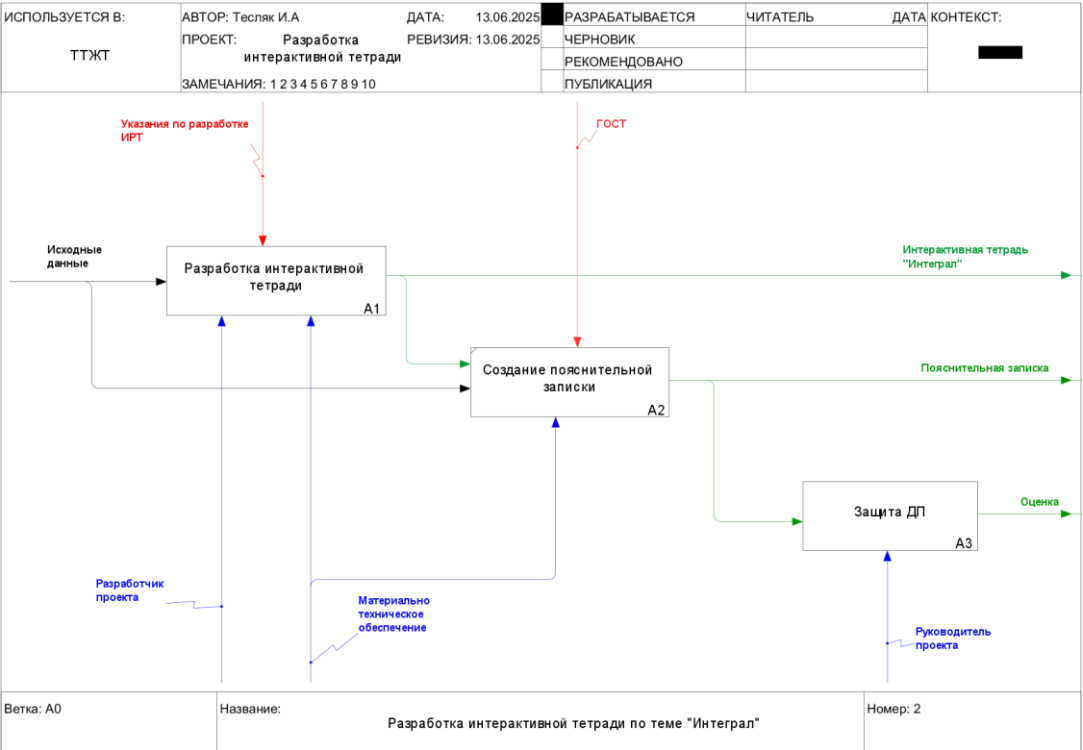 ИСПОЛЬЗУЕТСЯ В:
ТТЖТ
АВТОР: Тесляк И.А
ДАТА: 13.06.2025
ПРОЕКТ: Разработка
интерактивной тетради
РЕВИЗИЯ: 13.06.2025
ЗАМЕЧАНИЯ: 1 2 3 4 5 6 7 8 9 10
РАЗРАБАТЫВАЕТСЯ
ЧЕРНОВИК
РЕКОМЕНДОВАНО
ПУБЛИКАЦИЯ
ЧИТАТЕЛЬ
ДАТА
КОНТЕКСТ:
Указания по разработке
ИРТ
ГОСТ
Исходные
данные
Разработка интерактивной
тетради
A1
Интерактивная тетрадь
"Интеграл"
Создание пояснительной
записки
A2
Пояснительная записка
Защита ДП
A3
Оценка
Разработчик
проекта
Материально
техническое
обеспечение
Руководитель
проекта
Ветка: A0
Название:
Разработка интерактивной тетради по теме "Интеграл"
Номер: 2